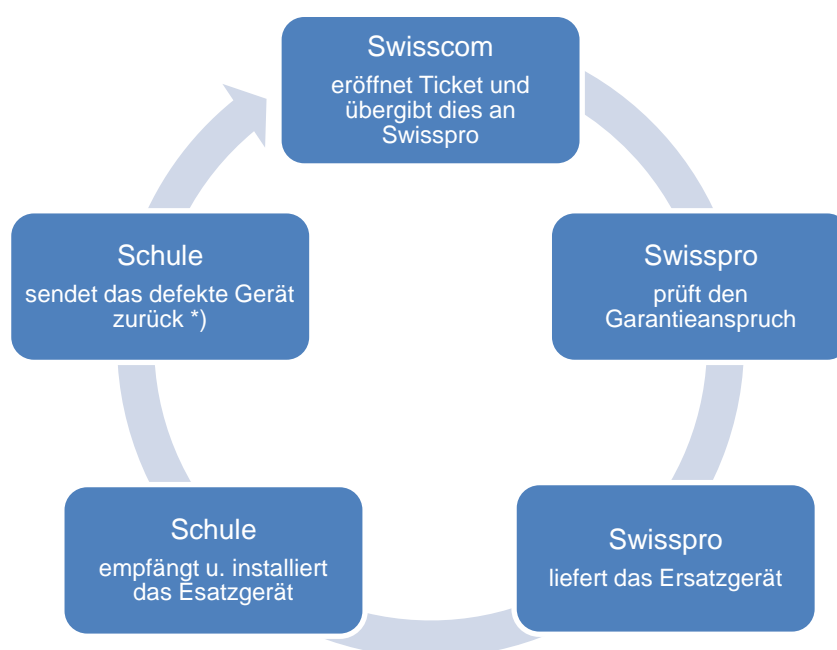 Swisscom
eröffnet Ticket und
übergibt dies an
Swisspro
Swisspro
prüft den
Garantieanspruch
Swisspro
liefert das Ersatzgerät
Schule
empfängt u. installiert
das Esatzgerät
Schule
sendet das defekte Gerät
zurück *)